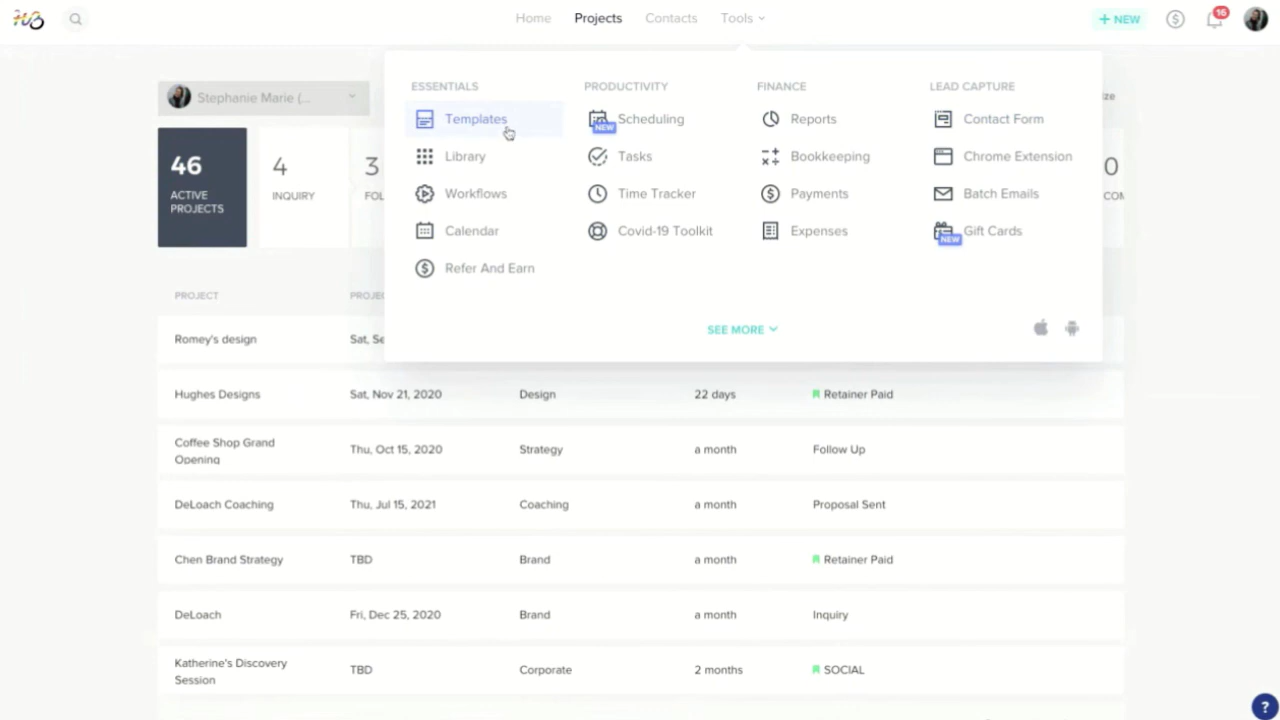 HB
Home
Projects
Contacts
Tools
+ NEW
$
16
Stephanie Marie (...
46
ACTIVE
PROJECTS
4
INQUIRY
3
FOL
ESSENTIALS
Templates
Library
Workflows
Calendar
Refer And Earn
PRODUCTIVITY
NEW
Scheduling
Tasks
Time Tracker
Covid-19 Toolkit
FINANCE
Reports
Bookkeeping
Payments
Expenses
LEAD CAPTURE
Contact Form
Chrome Extension
Batch Emails
NEW
Gift Cards
SEE MORE
ze
0
COM
PROJECT
PROJEC
Romey's design
Sat, Se
Hughes Designs Sat, Nov 21, 2020 Design 22 days Retainer Paid
Coffee Shop Grand
Opening
Thu, Oct 15, 2020 Strategy a month Follow Up
DeLoach Coaching Thu, Jul 15, 2021 Coaching a month Proposal Sent
Chen Brand Strategy TBD Brand a month Retainer Paid
DeLoach Fri, Dec 25, 2020 Brand a month Inquiry
Katherine's Discovery
Session
TBD Corporate 2 months SOCIAL
?